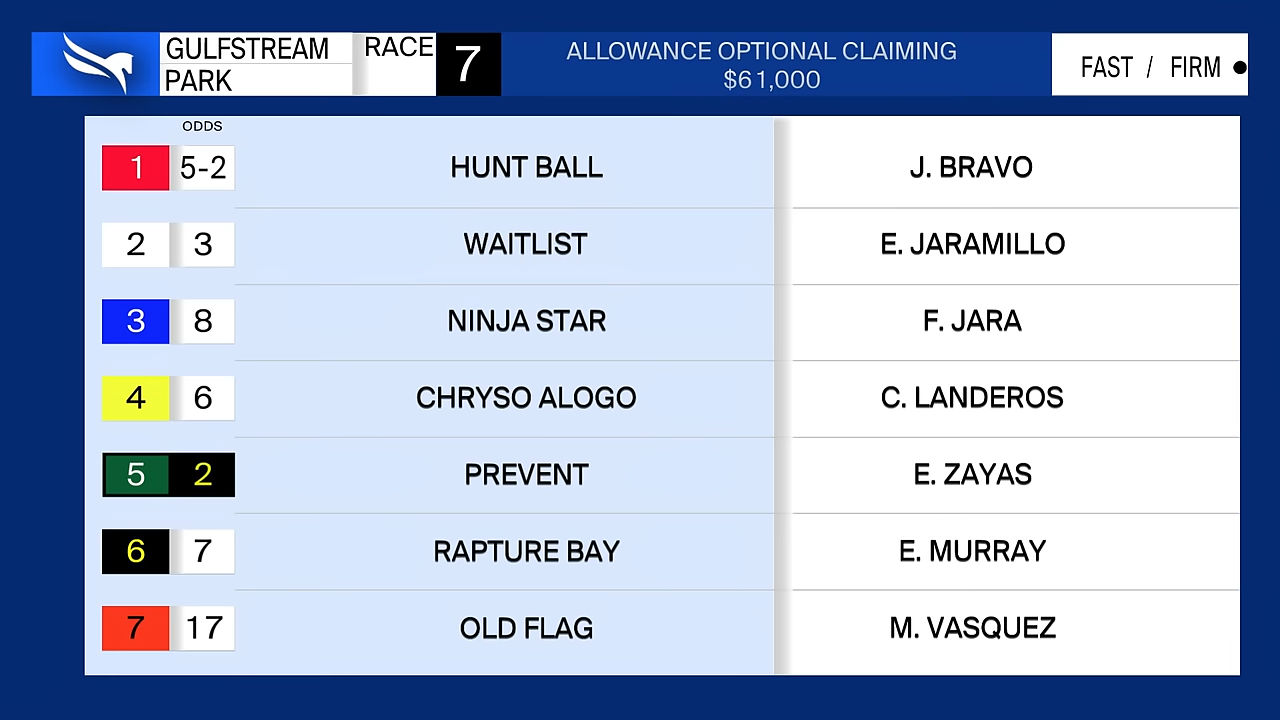 GULFSTREAM PARK
RACE 7
ALLOWANCE OPTIONAL CLAIMING
$61,000
FAST / FIRM
ODDS
1 5-2 HUNT BALL J. BRAVO
2 3 WAITLIST E. JARAMILLO
3 8 NINJA STAR F. JARA
4 6 CHRYSO ALOGO C. LANDEROS
5 2 PREVENT E. ZAYAS
6 7 RAPTURE BAY E. MURRAY
7 17 OLD FLAG M. VASQUEZ